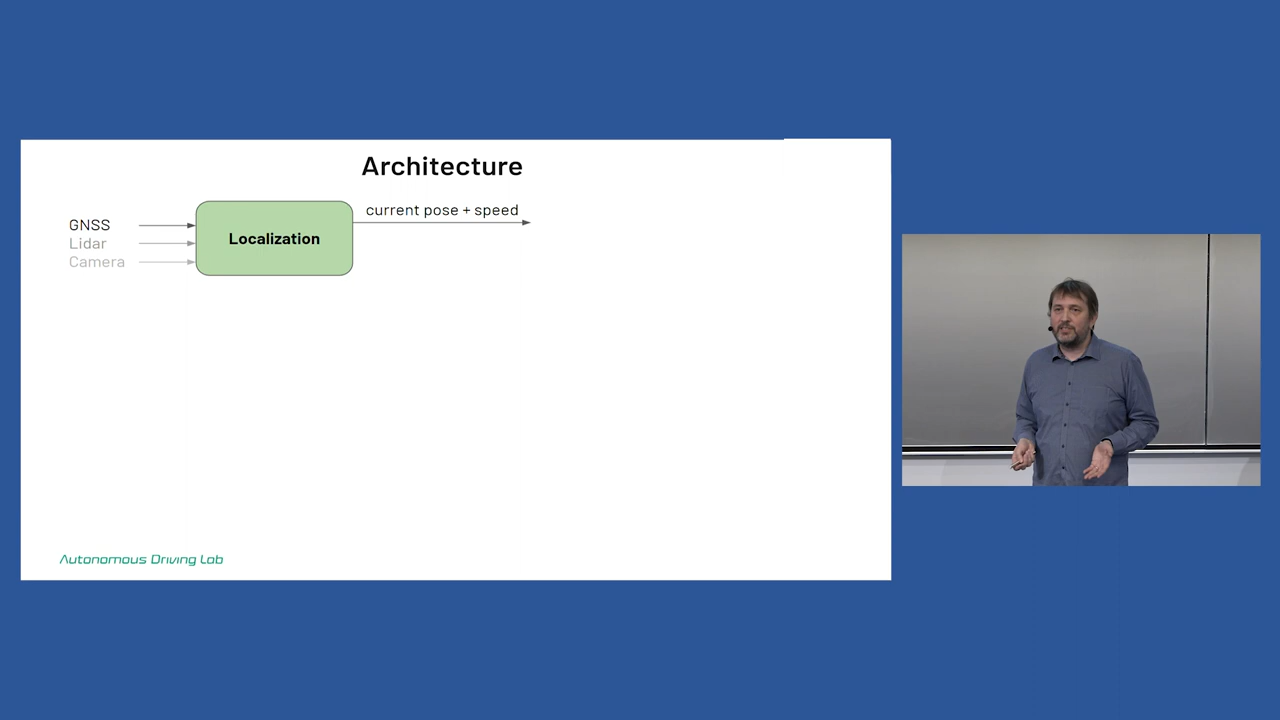 Architecture
current pose + speed
GNSS
Lidar
Camera
Localization
Autonomous Driving Lab